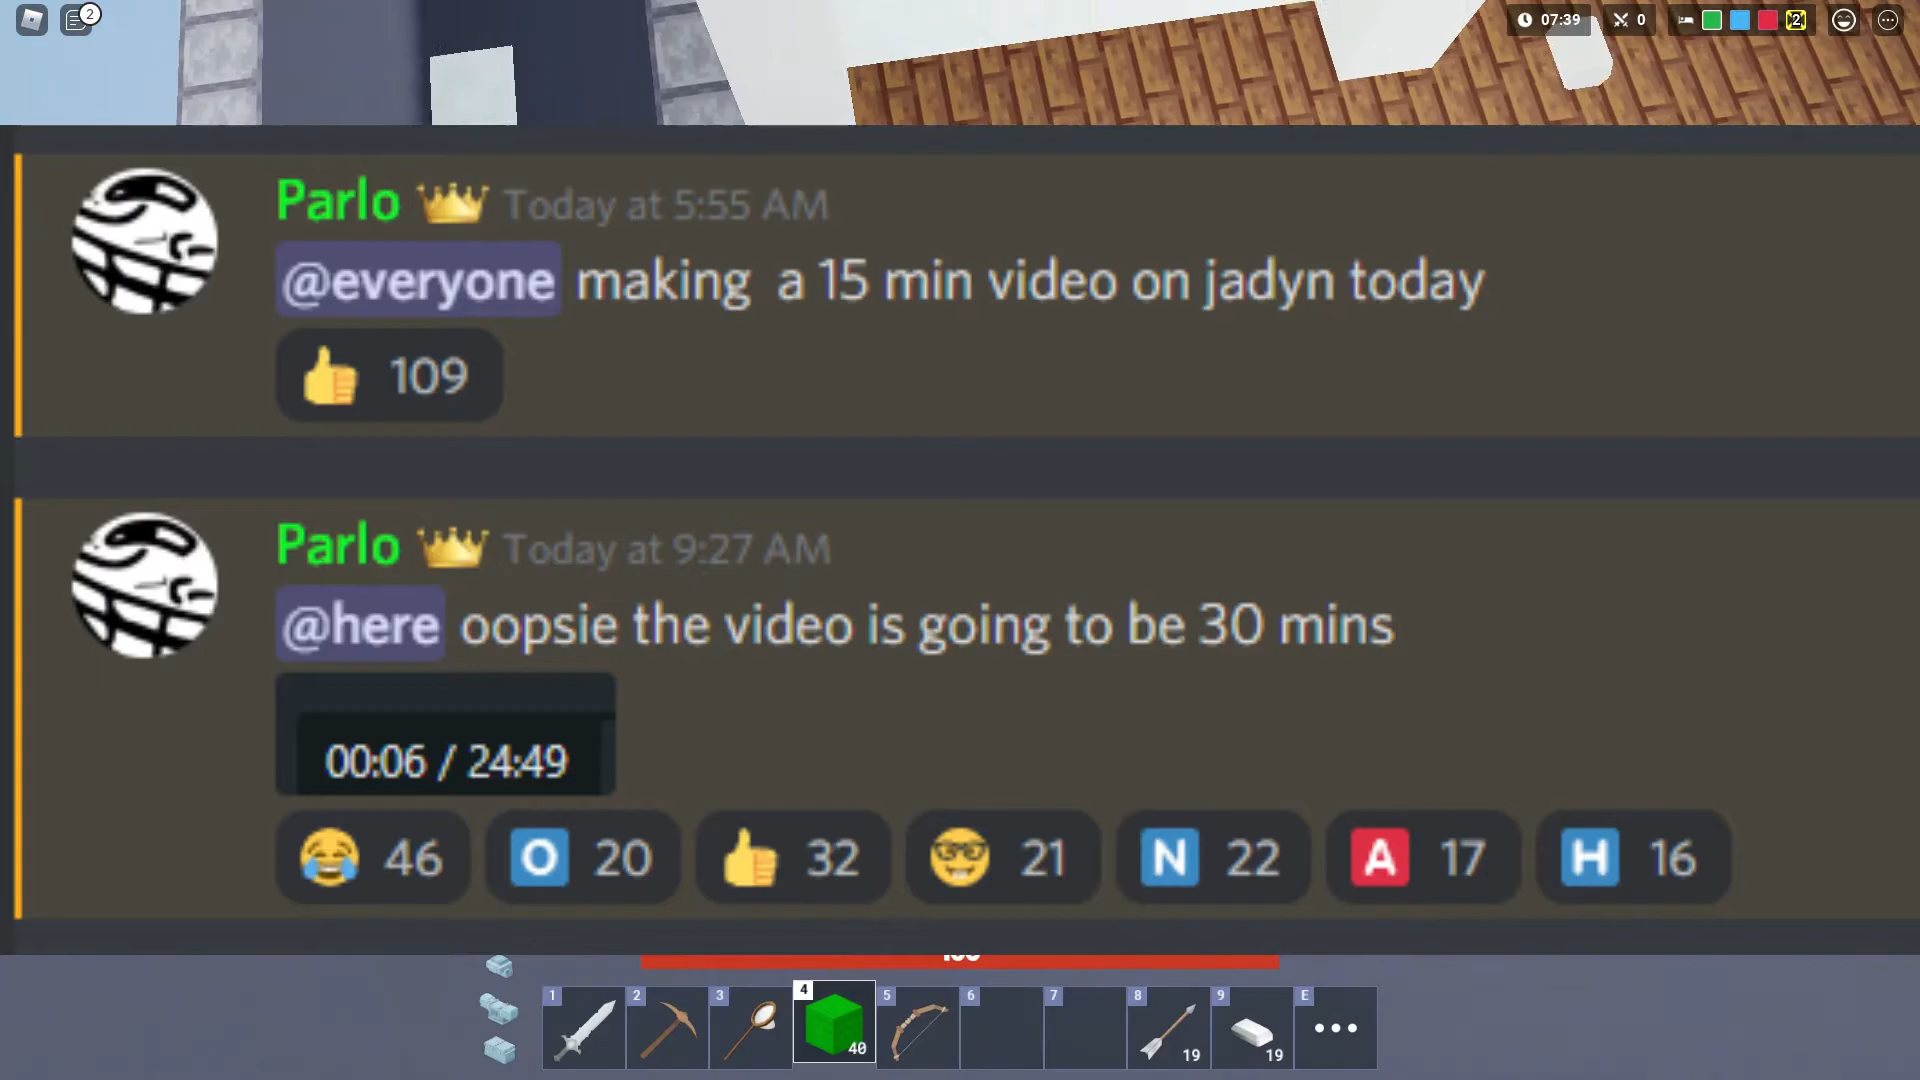 2
07:39
0
2
Parlo Today at 5:55 AM
@everyone making a 15 min video on jadyn today
109
Parlo Today at 9:27 AM
@here oopsie the video is going to be 30 mins
00:06 / 24:49
46 O 20 32 21 N 22 A 17 H 16
1 2 3 4 5 6 7 8 9 E
40 19 19